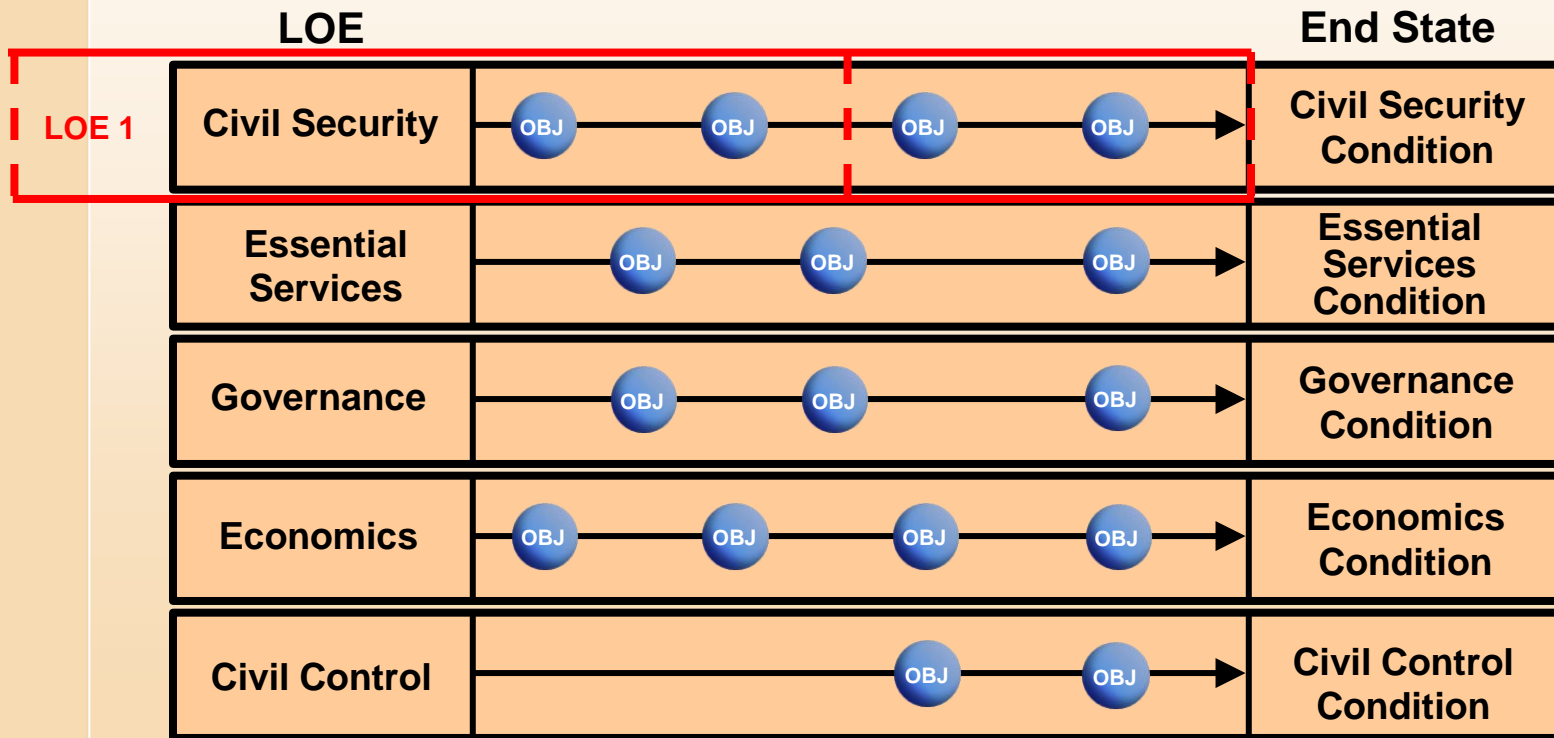 LOE
End State
LOE 1
Civil Security
OBJ
OBJ
OBJ
OBJ
Civil Security
Condition
Essential
Services
OBJ
OBJ
OBJ
Essential
Services
Condition
Governance
OBJ
OBJ
OBJ
Governance
Condition
Economics
OBJ
OBJ
OBJ
OBJ
Economics
Condition
Civil Control
OBJ
OBJ
Civil Control
Condition